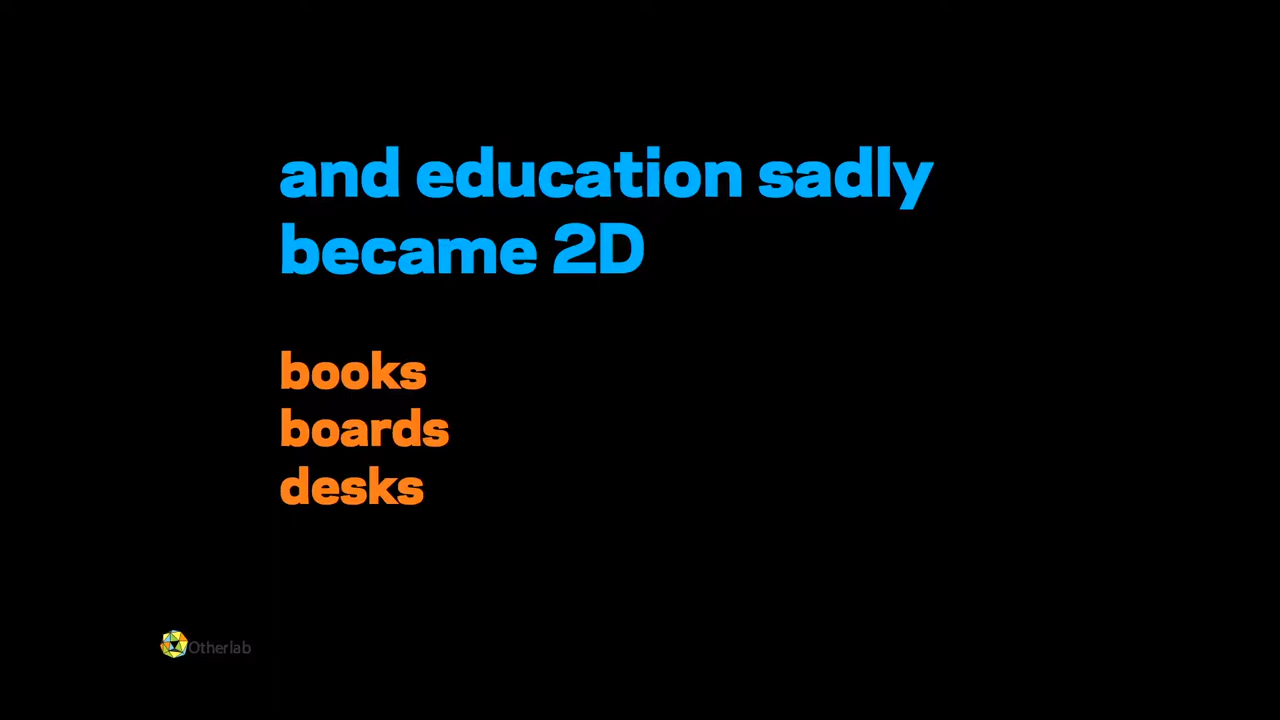 and education sadly
became 2D
books
boards
desks
Otherlab